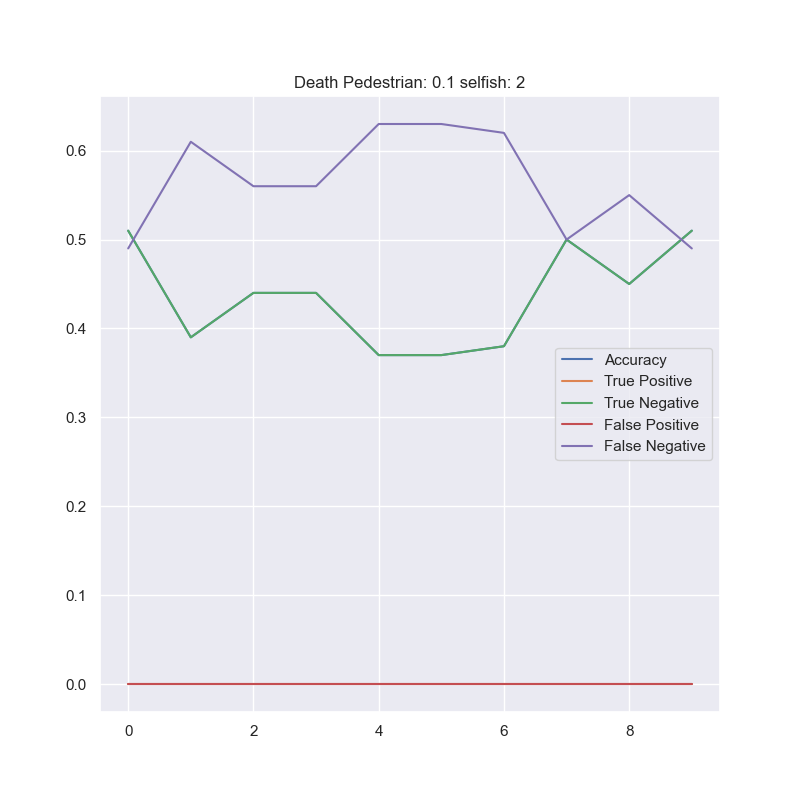 Death Pedestrian: 0.1 selfish: 2
0.6
0.5
0.4
0.3
0.2
0.1
0.0
Accuracy
True Positive
True Negative
False Positive
False Negative
0 2 4 6 8